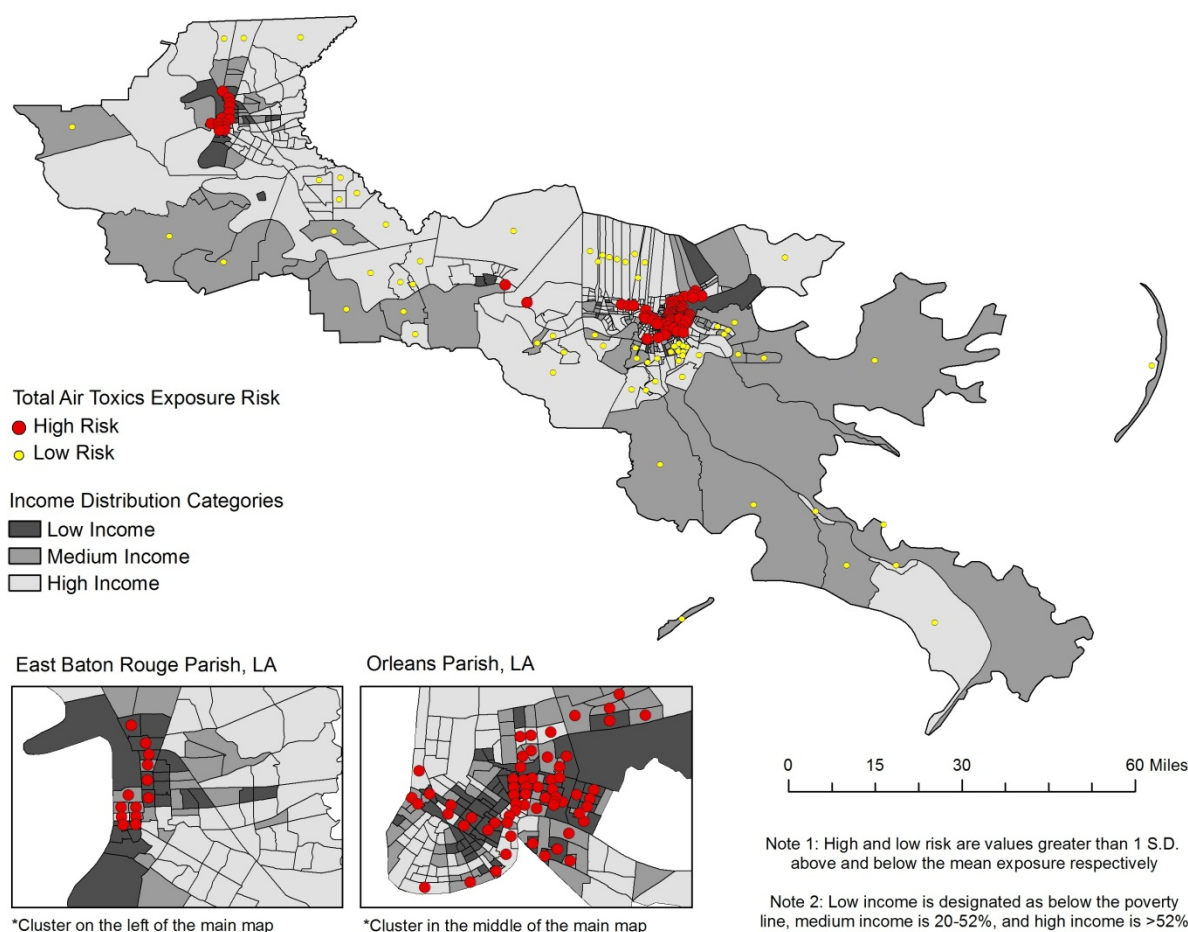 Total Air Toxics Exposure Risk
High Risk
Low Risk
Income Distribution Categories
Low Income
Medium Income
High Income
East Baton Rouge Parish, LA
*Cluster on the left of the main map
Orleans Parish, LA
*Cluster in the middle of the main map
0 15 30 60 Miles
Note 1: High and low risk are values greater than 1 S.D.
above and below the mean exposure respectively
Note 2: Low income is designated as below the poverty
line, medium income is 20-52%, and high income is >52%